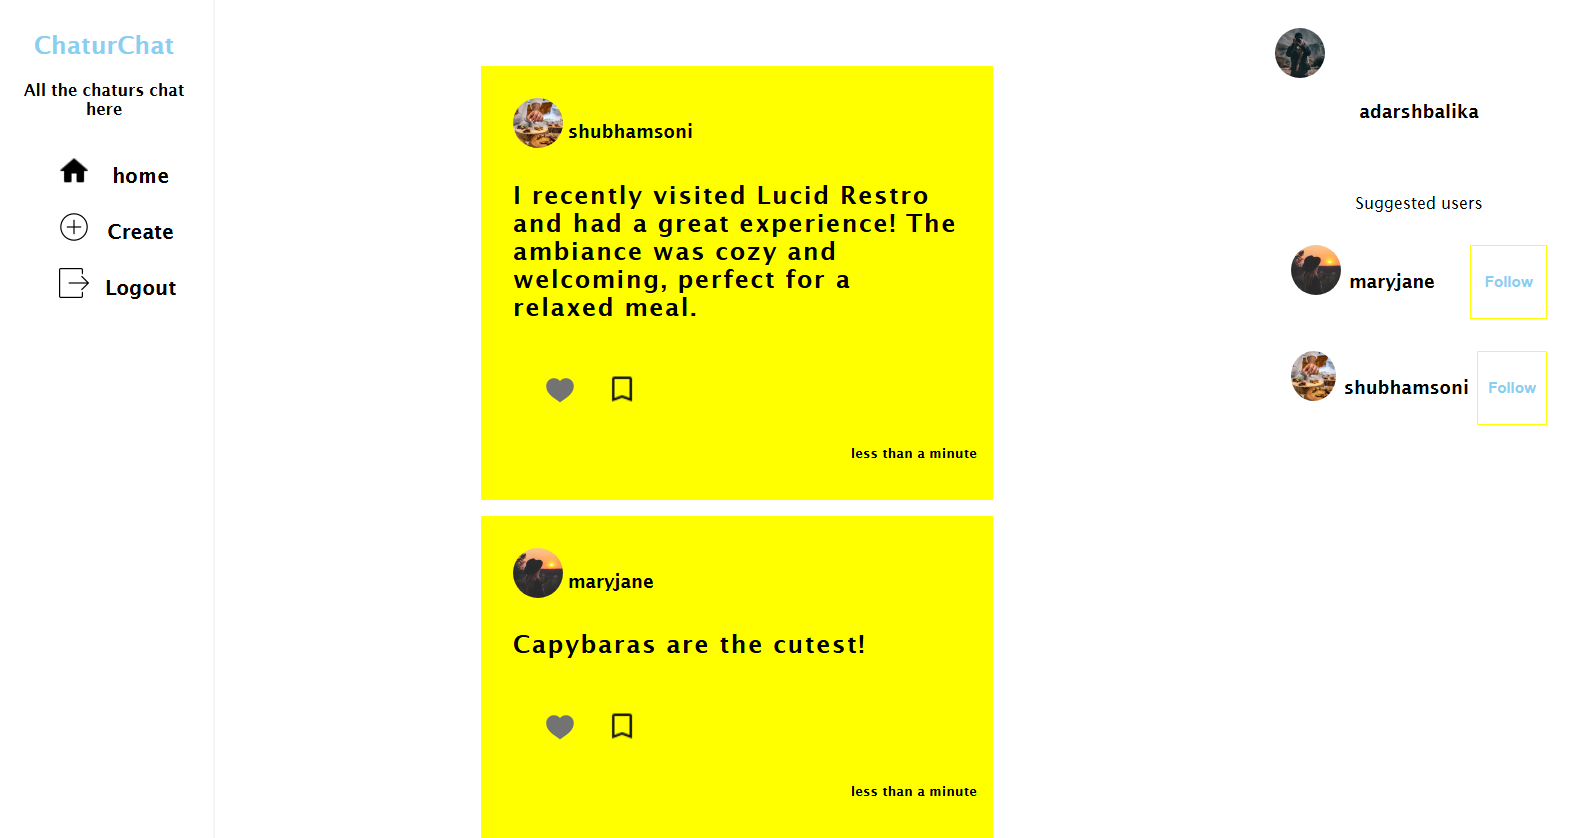 ChaturChat
All the chaturs chat
here
home
Create
Logout
shubhamsoni
I recently visited Lucid Restro
and had a great experience! The
ambiance was cozy and
welcoming, perfect for a
relaxed meal.
less than a minute
maryjane
Capybaras are the cutest!
less than a minute
adarshbalika
Suggested users
maryjane Follow
shubhamsoni Follow